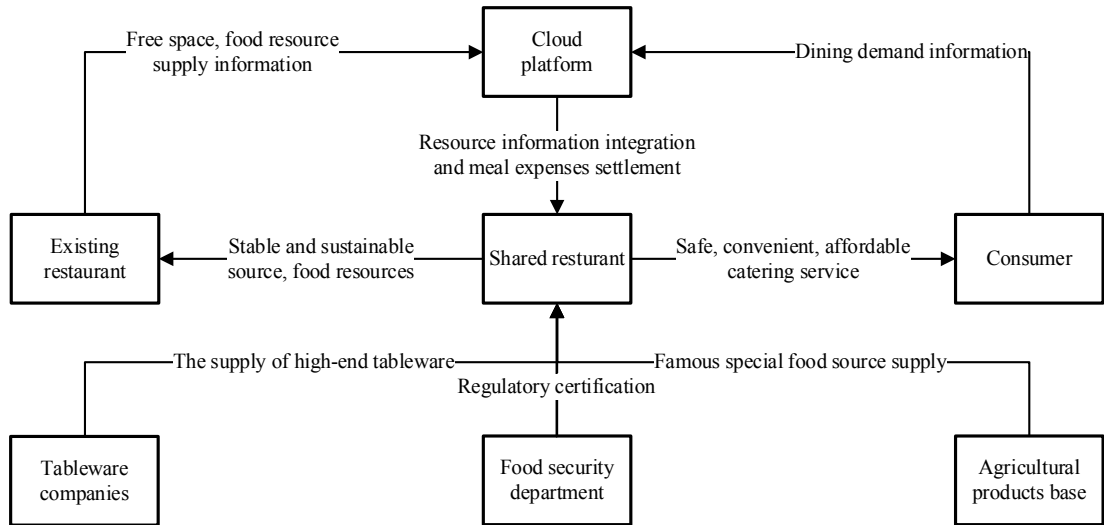 Free space, food resource
supply information
Cloud
platform
Dining demand information
Resource information integration
and meal expenses settlement
Existing
restaurant
Stable and sustainable
source, food resources
Shared resturant
Safe, convenient, affordable
catering service
Consumer
The supply of high-end tableware
Famous special food source supply
Regulatory certification
Tableware
companies
Food security
department
Agricultural
products base